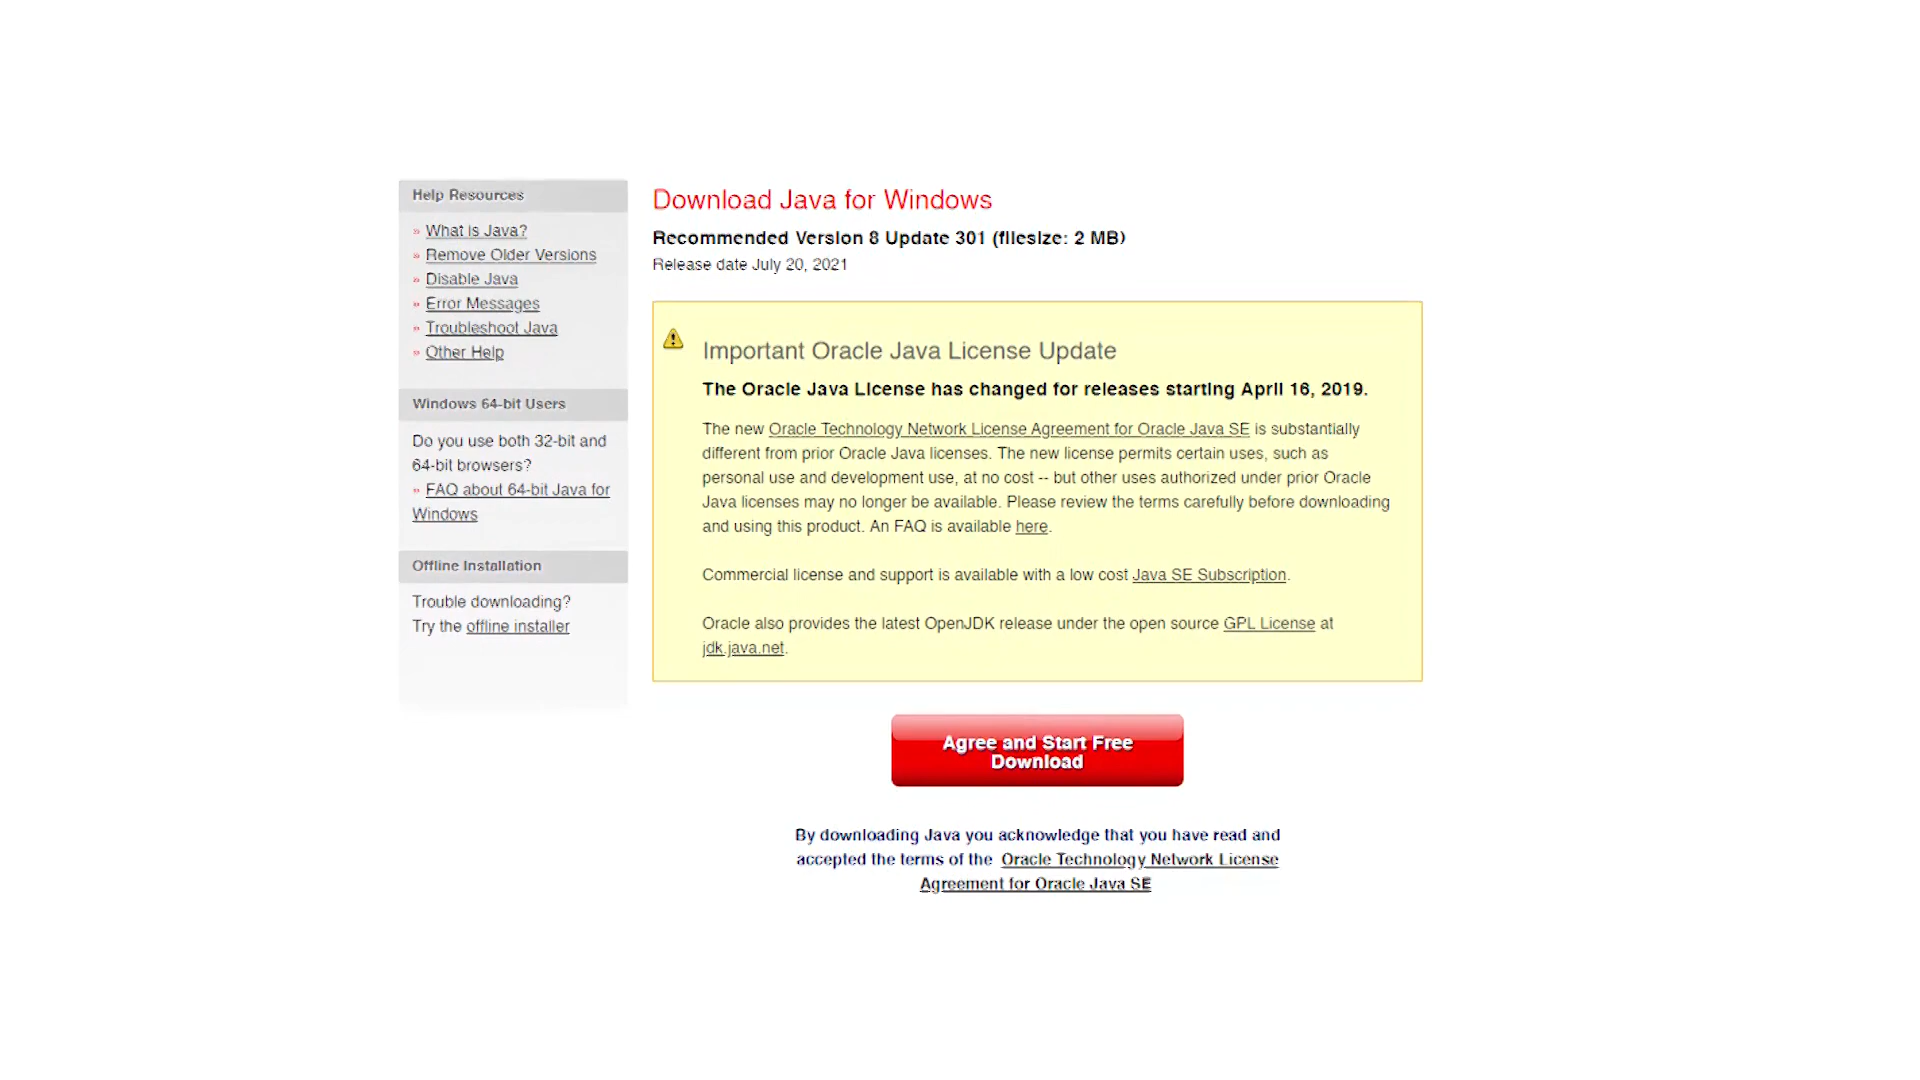 Help Resources
» What is Java?
» Remove Older Versions
» Disable Java
» Error Messages
» Troubleshoot Java
» Other Help
Windows 64-bit Users
Do you use both 32-bit and
64-bit browsers?
» FAQ about 64-bit Java for
Windows
Offline Installation
Trouble downloading?
Try the offline installer
Download Java for Windows
Recommended Version 8 Update 301 (filesize: 2 MB)
Release date July 20, 2021
Important Oracle Java License Update
The Oracle Java License has changed for releases starting April 16, 2019.
The new Oracle Technology Network License Agreement for Oracle Java SE is substantially
different from prior Oracle Java licenses. The new license permits certain uses, such as
personal use and development use, at no cost -- but other uses authorized under prior Oracle
Java licenses may no longer be available. Please review the terms carefully before downloading
and using this product. An FAQ is available here.
Commercial license and support is available with a low cost Java SE Subscription.
Oracle also provides the latest OpenJDK release under the open source GPL License at
jdk.java.net.
Agree and Start Free
Download
By downloading Java you acknowledge that you have read and
accepted the terms of the Oracle Technology Network License
Agreement for Oracle Java SE